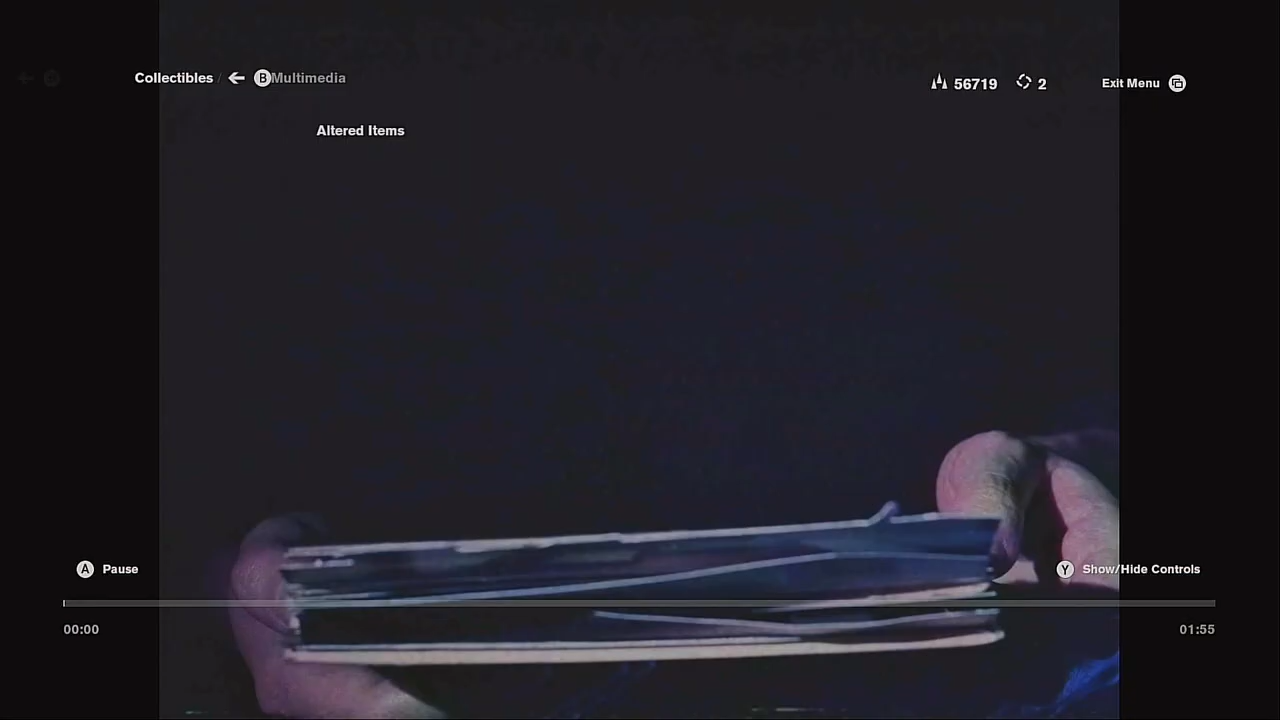 Collectibles / B Multimedia
56719 2
Exit Menu
Altered Items
A Pause
Y Show/Hide Controls
00:00
01:55